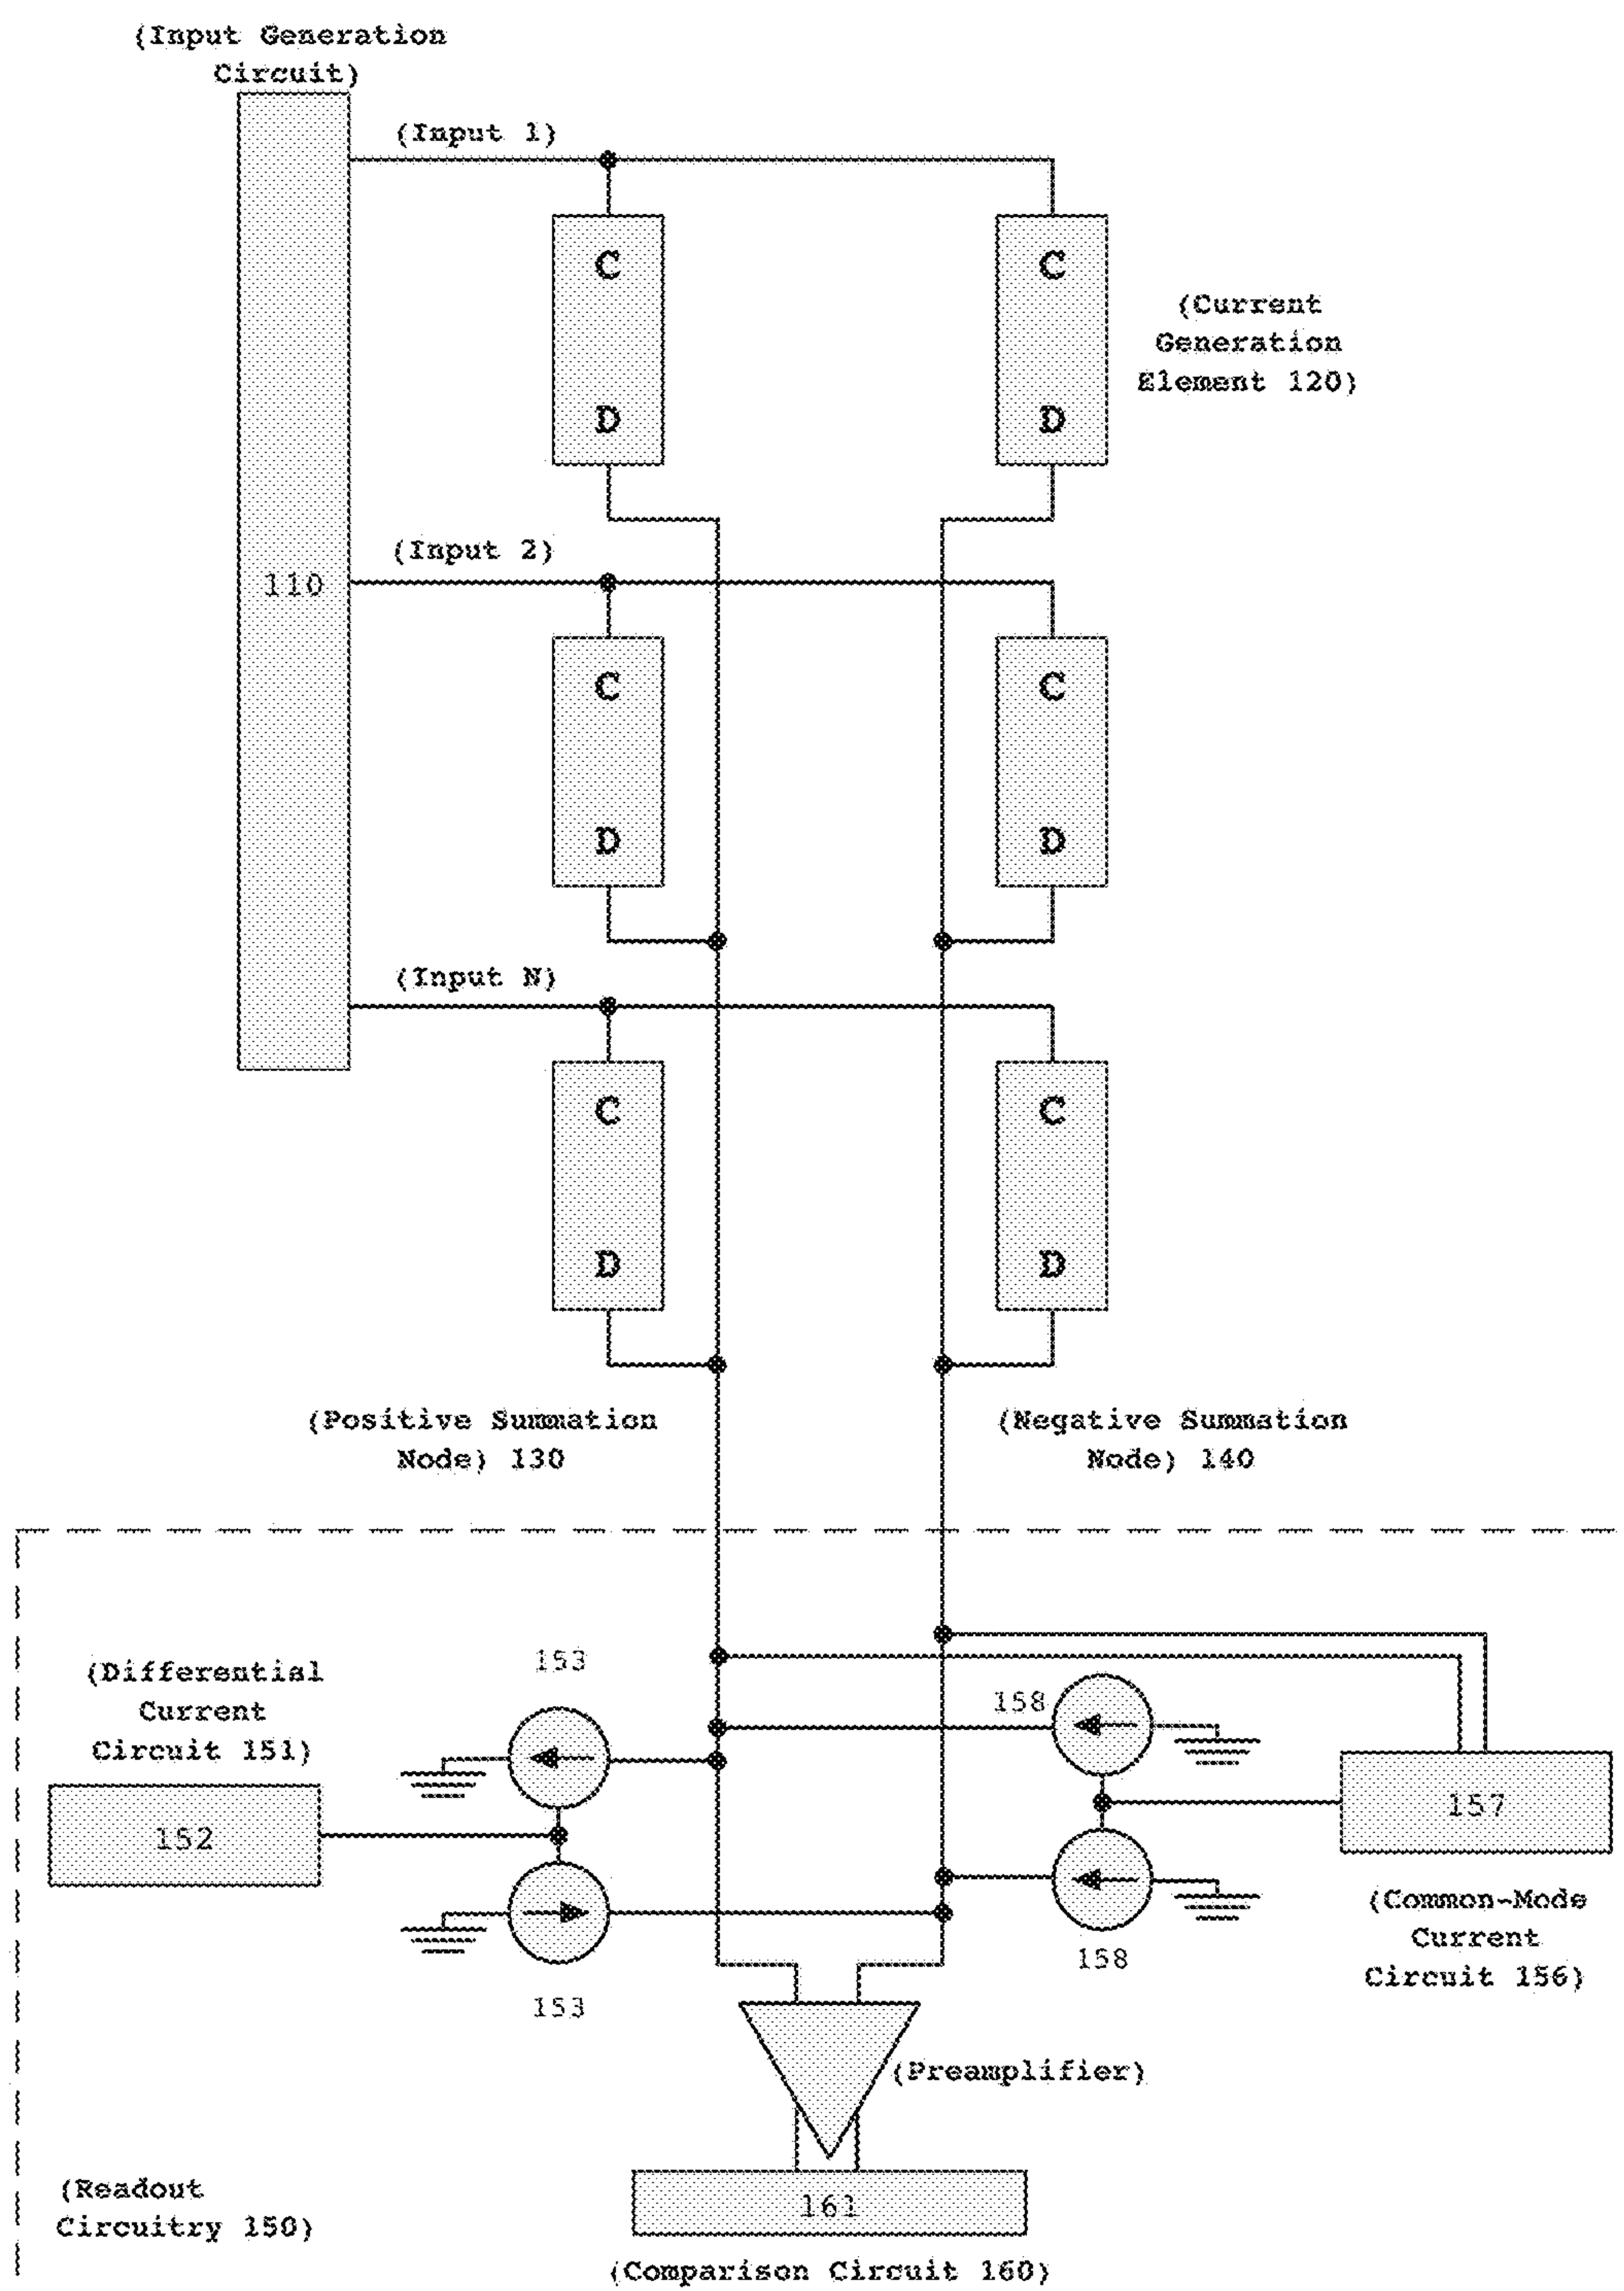 (Input Generation
Circuit)
(Input 1)
C
C
(Current
Generation
Element 120)
D
D
(Input 2)
110
C
C
D
D
(Input N)
C
C
D
D
(Positive Summation
Node) 130
(Negative Summation
Node) 140
153
(Differential
Current
Circuit 151)
158
152
157
(Common-Mode
Current
Circuit 156)
153
158
(Preamplifier)
(Readout
Circuitry 150)
161
(Comparison Circuit 160)